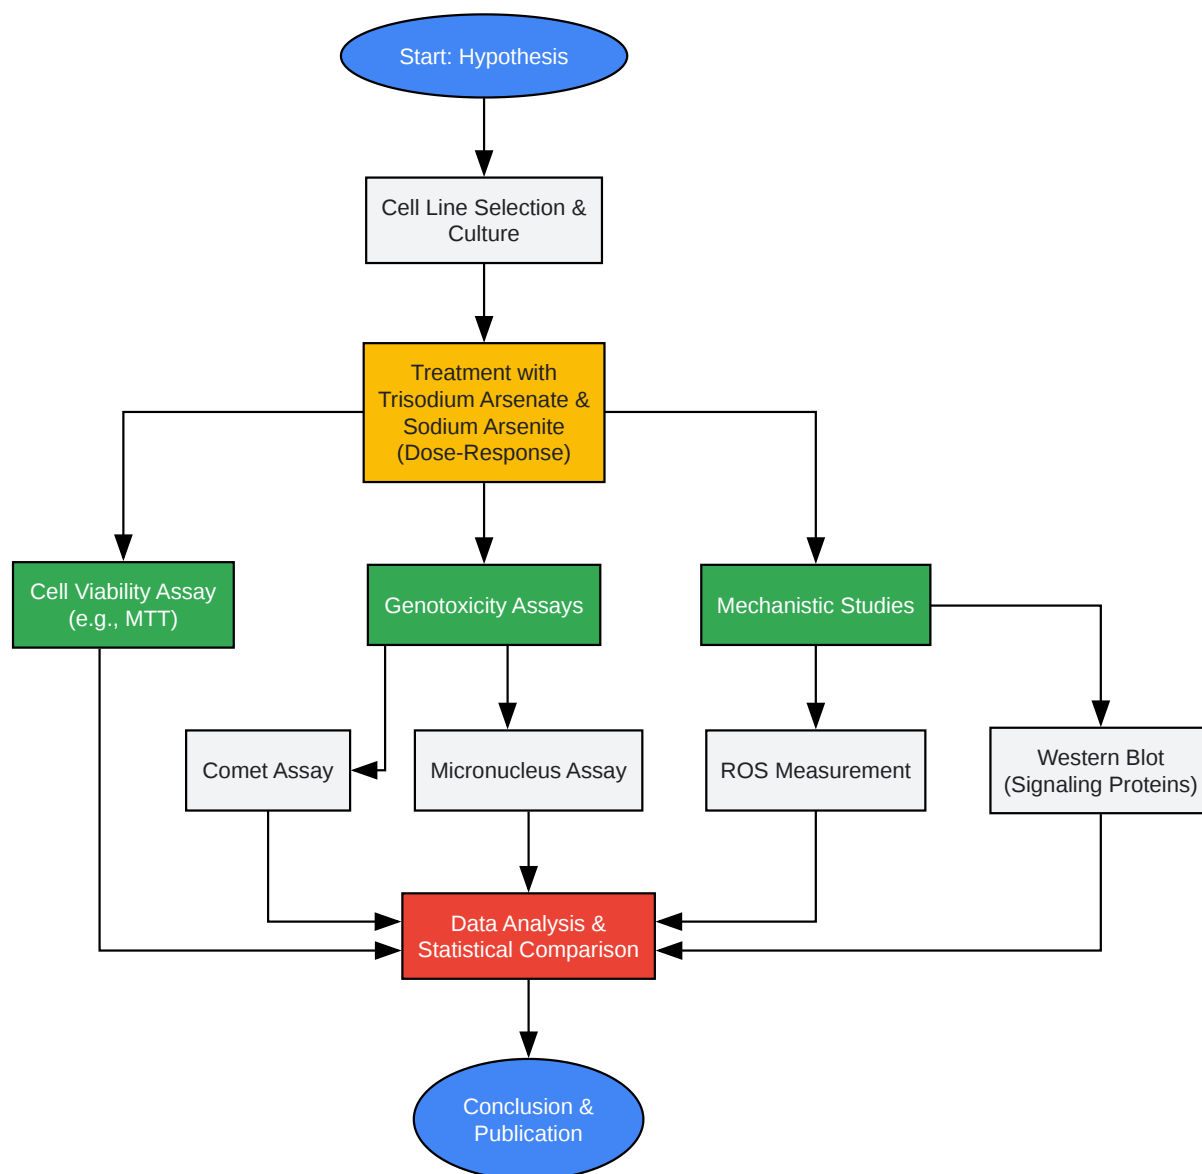 Start: Hypothesis
Cell Line Selection &
Culture
Treatment with
Trisodium Arsenate &
Sodium Arsenite
(Dose-Response)
Cell Viability Assay
(e.g., MTT)
Genotoxicity Assays
Mechanistic Studies
Comet Assay
Micronucleus Assay
ROS Measurement
Western Blot
(Signaling Proteins)
Data Analysis &
Statistical Comparison
Conclusion &
Publication